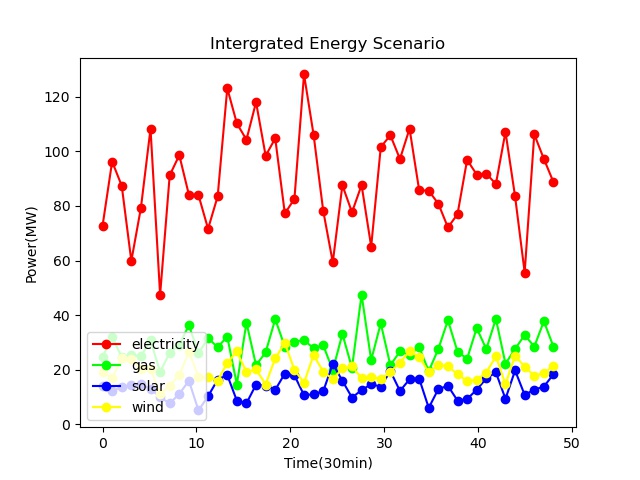 Intergrated Energy Scenario
Power(MW)
120
100
80
60
40
20
0
electricity
gas
solar
wind
0 10 20 30 40 50
Time(30min)